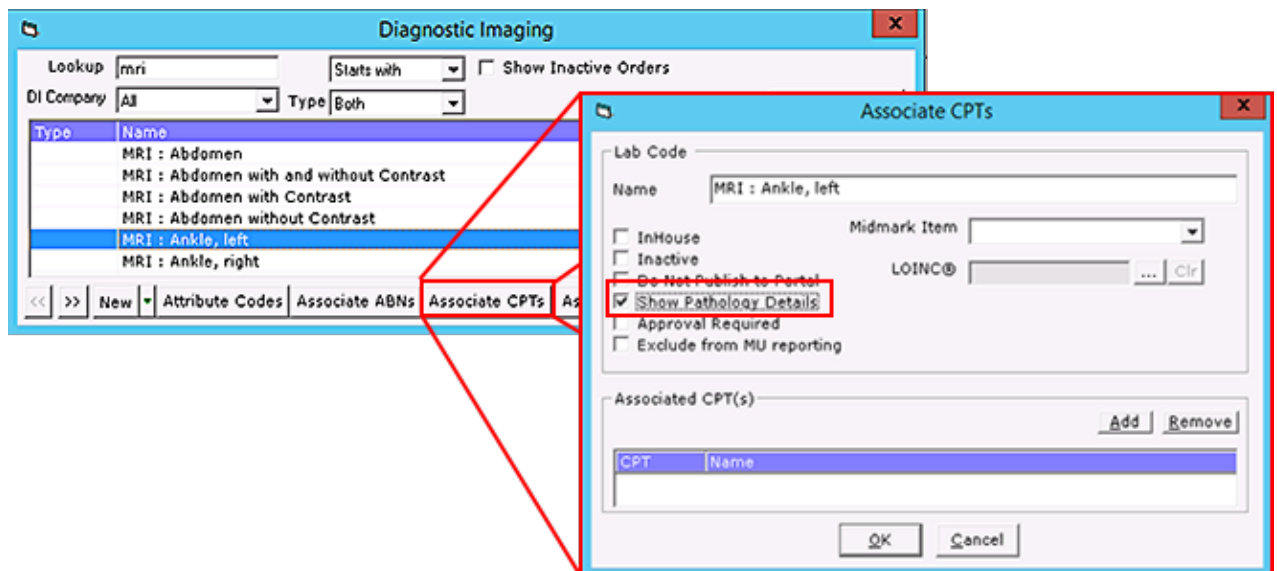 Diagnostic Imaging
Lookup mri Starts with Show Inactive Orders
DI Company All Type Both
Type Name
MRI : Abdomen
MRI : Abdomen with and without Contrast
MRI : Abdomen with Contrast
MRI : Abdomen without Contrast
MRI : Ankle, left
MRI : Ankle, right
<< >> New Attribute Codes Associate ABNs Associate CPTs As
Associate CPTs
Lab Code
Name MRI : Ankle, left
InHouse Midmark Item
Inactive LOINC® ... Clr
Do Not Publish to Portal
Show Pathology Details
Approval Required
Exclude from MU reporting
Associated CPT(s)
Add Remove
CPT Name
OK Cancel